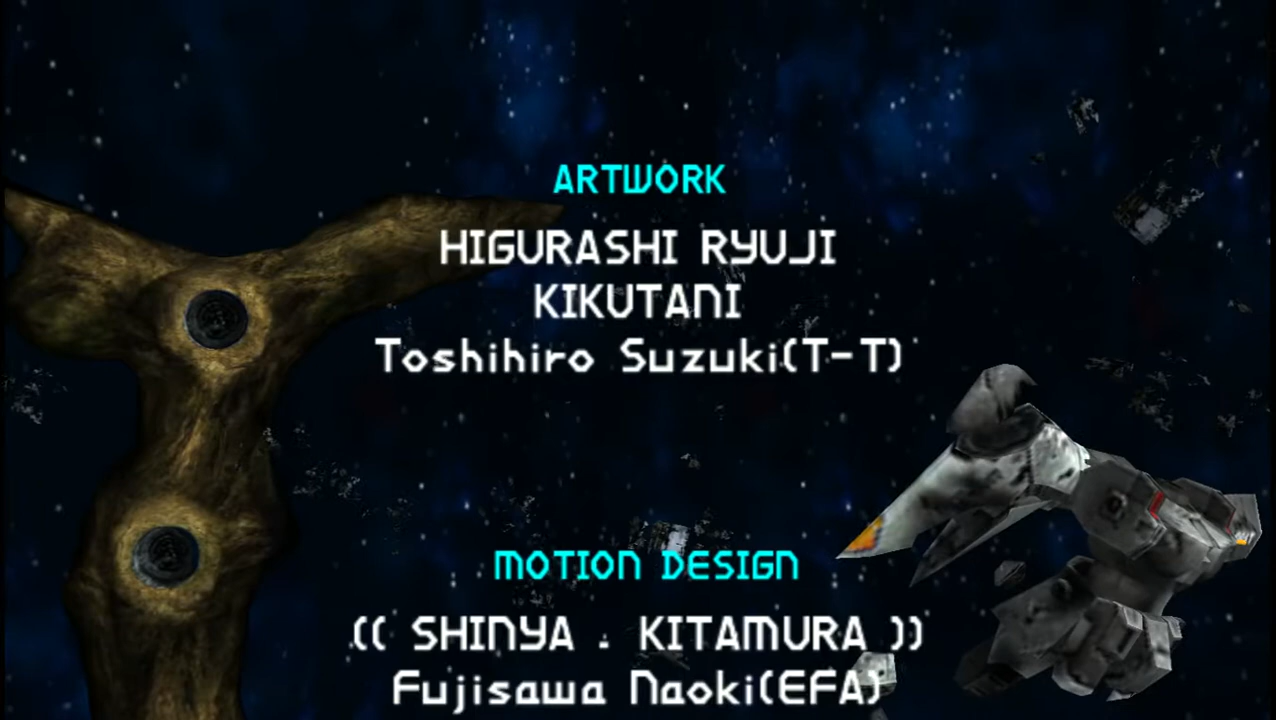 ARTWORK
HIGURASHI RYUJI
KIKUTANI
Toshihiro Suzuki(T-T)
MOTION DESIGN
(( SHINYA . KITAMURA ))
Fujisawa Naoki(EFA)